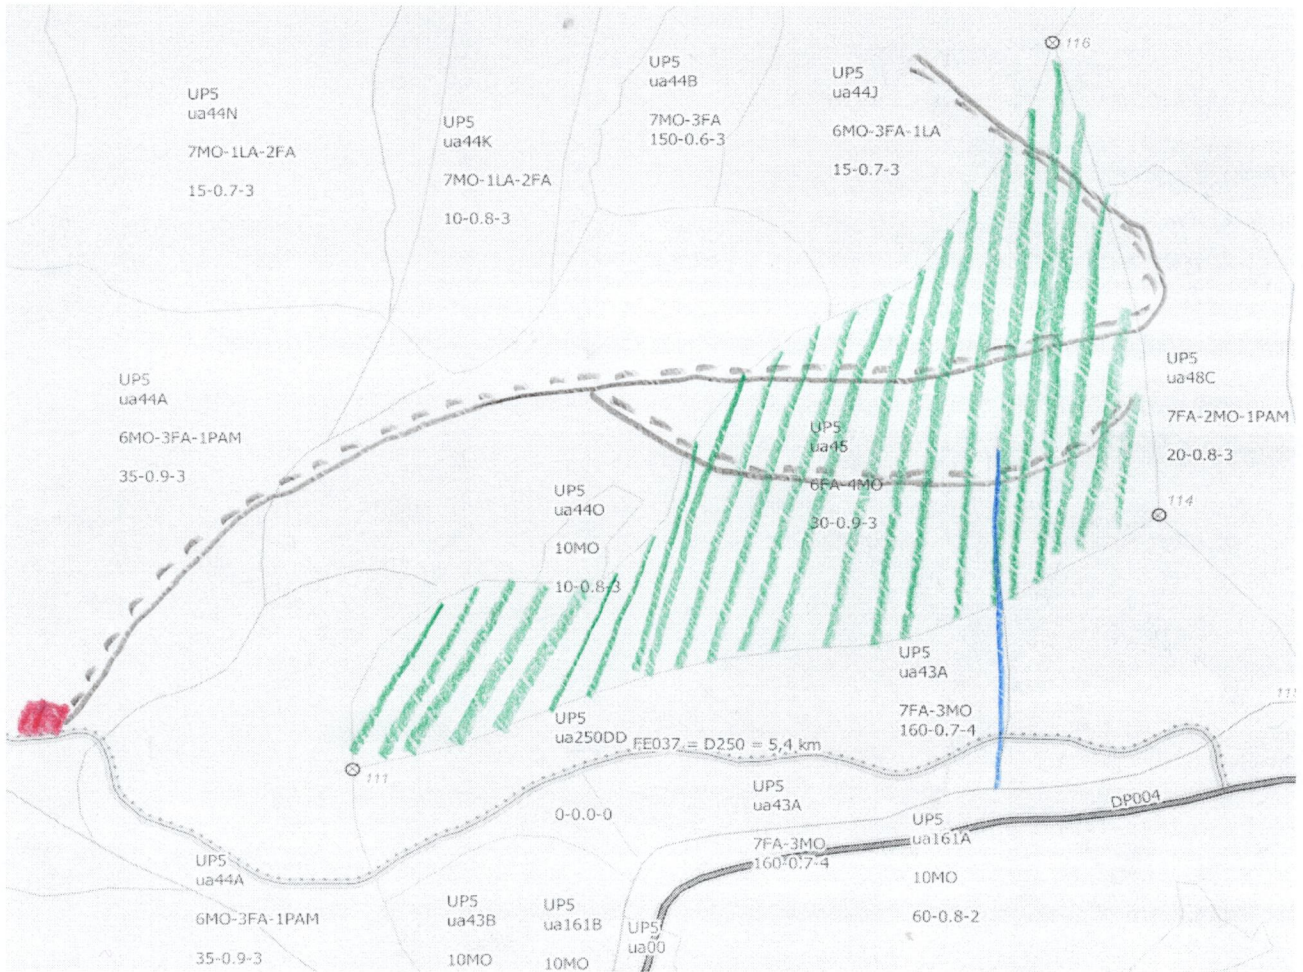 116
UP5
ua44N
7MO-1LA-2FA
15-0.7-3
UP5
ua44K
7MO-1LA-2FA
10-0.8-3
UP5
ua44B
7MO-3FA
150-0.6-3
UP5
ua44J
6MO-3FA-1LA
15-0.7-3
UP5
ua44A
6MO-3FA-1PAM
35-0.9-3
UP5
ua48C
7FA-2MO-1PAM
20-0.8-3
UP5
ua45
6FA-4MO
30-0.9-3
UP5
ua44O
10MO
10-0.8-3
114
UP5
ua43A
7FA-3MO
160-0.7-4
UP5
ua250DD
0-0.0-0
FE037 = D250 = 5,4 km
111
UP5
ua43A
7FA-3MO
160-0.7-4
DP004
UP5
ua161A
10MO
60-0.8-2
UP5
ua44A
6MO-3FA-1PAM
35-0.9-3
UP5
ua43B
10MO
UP5
ua161B
10MO
UP5
ua00